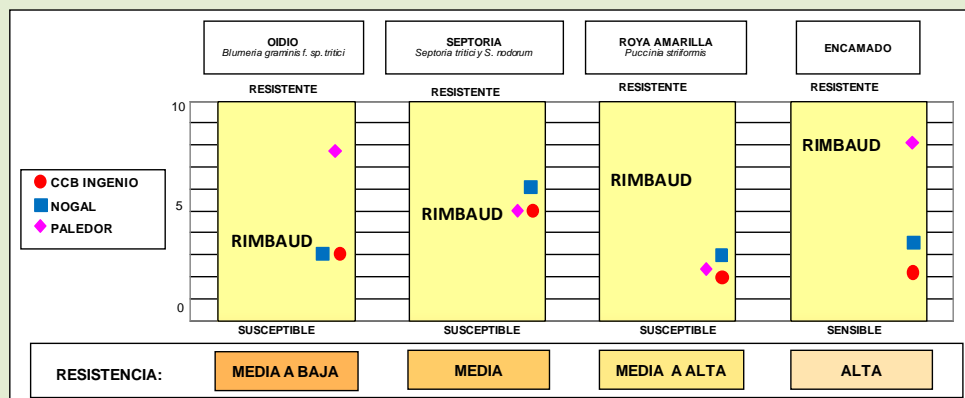 OIDIO
Blumeria graminis f. sp. tritici
SEPTORIA
Septoria tritici y S. nodorum
ROYA AMARILLA
Puccinia striiformis
ENCAMADO
RESISTENTE
RESISTENTE
RESISTENTE
RESISTENTE
10
5
0
CCB INGENIO
NOGAL
PALEDOR
RIMBAUD
RIMBAUD
RIMBAUD
RIMBAUD
SUSCEPTIBLE
SUSCEPTIBLE
SUSCEPTIBLE
SENSIBLE
RESISTENCIA:
MEDIA A BAJA
MEDIA
MEDIA A ALTA
ALTA